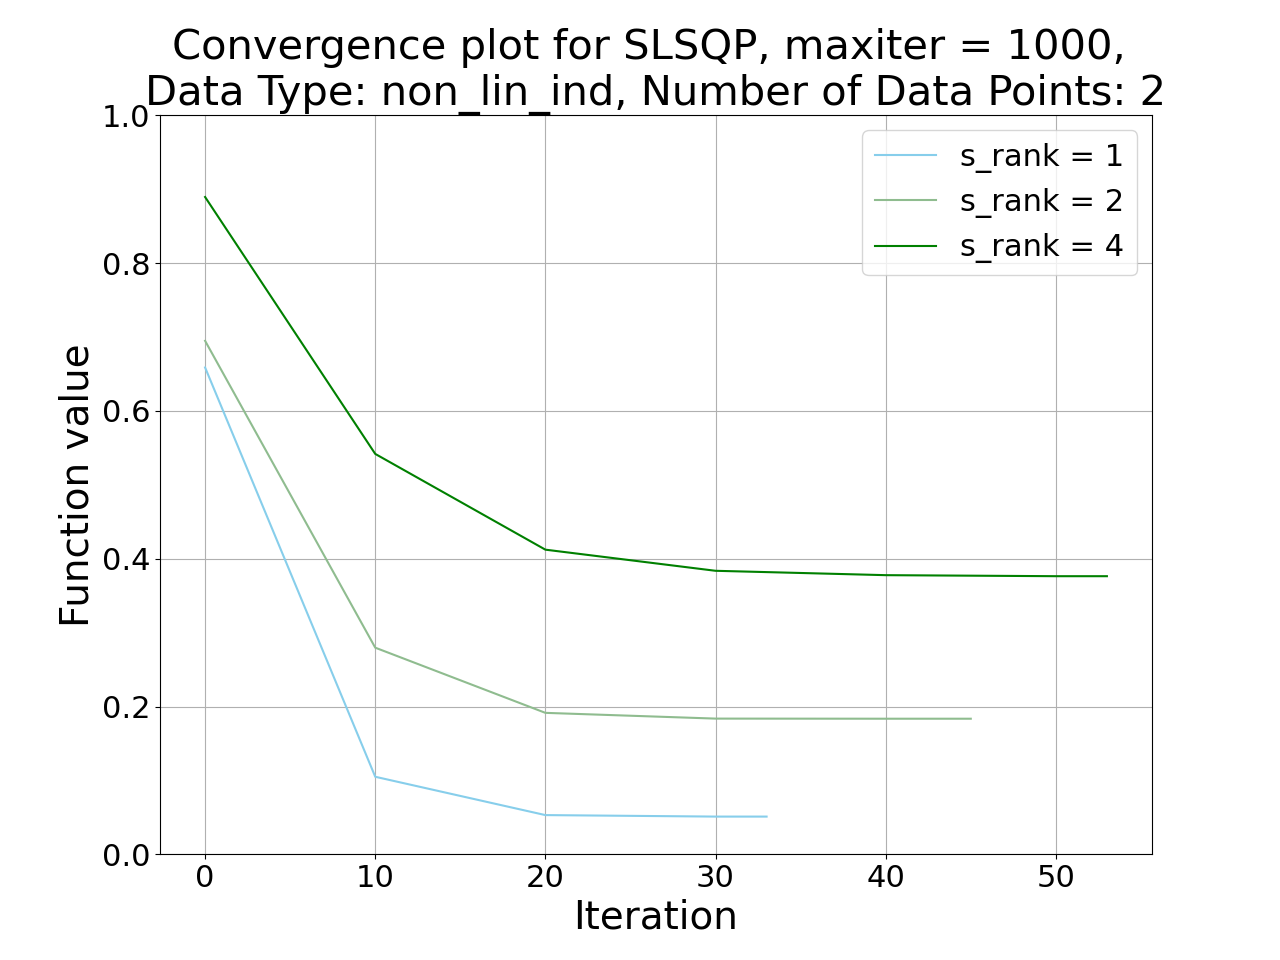 Convergence plot for SLSQP, maxiter = 1000,
Data Type: non_lin_ind, Number of Data Points: 2
1.0
0.8
0.6
0.4
0.2
0.0
Function value
s_rank = 1
s_rank = 2
s_rank = 4
0 10 20 30 40 50
Iteration